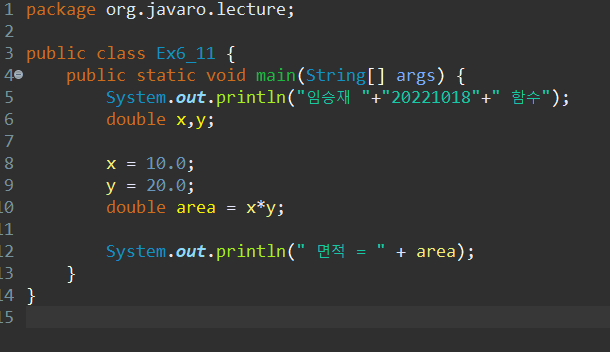 1 package org.javaro.lecture;
2
3 public class Ex6_11 {
4 public static void main(String[] args) {
5 System.out.println("임승재 "+"20221018"+" 함수");
6 double x,y;
7
8 x = 10.0;
9 y = 20.0;
10 double area = x*y;
11
12 System.out.println(" 면적 = " + area);
13 }
14 }
15